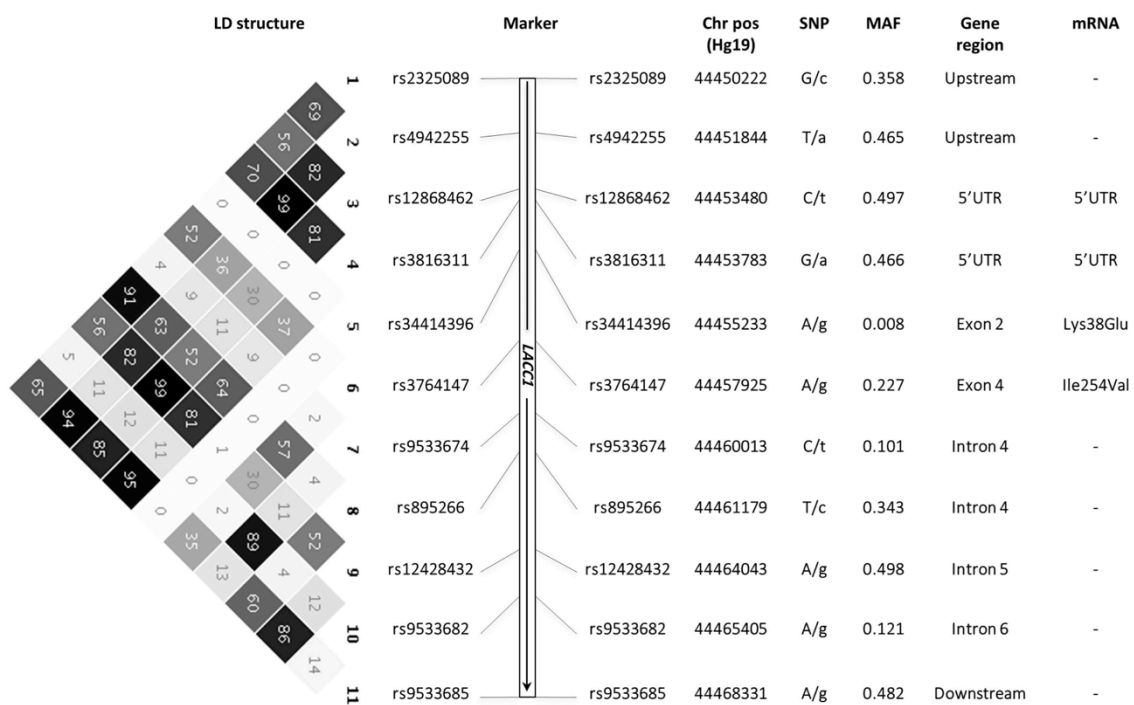 LD structure Marker Chr pos SNP MAF Gene mRNA
(Hg19) region
1 rs2325089 rs2325089 44450222 G/c 0.358 Upstream -
2 rs4942255 rs4942255 44451844 T/a 0.465 Upstream -
3 rs12868462 rs12868462 44453480 C/t 0.497 5’UTR 5’UTR
4 rs3816311 rs3816311 44453783 G/a 0.466 5’UTR 5’UTR
5 rs34414396 rs34414396 44455233 A/g 0.008 Exon 2 Lys38Glu
6 rs3764147 rs3764147 44457925 A/g 0.227 Exon 4 Ile254Val
7 rs9533674 rs9533674 44460013 C/t 0.101 Intron 4 -
8 rs895266 rs895266 44461179 T/c 0.343 Intron 4 -
9 rs12428432 rs12428432 44464043 A/g 0.498 Intron 5 -
10 rs9533682 rs9533682 44465405 A/g 0.121 Intron 6 -
11 rs9533685 rs9533685 44468331 A/g 0.482 Downstream -
LACC1
69 82 81 0 0 2 4 52 12 14
56 99 0 37 0 57 11 4 86
70 0 30 9 0 30 89 60
0 36 11 64 1 2 13
52 9 52 81 0 35
4 63 99 11 0
91 82 12 95
56 11 85
5 94
65